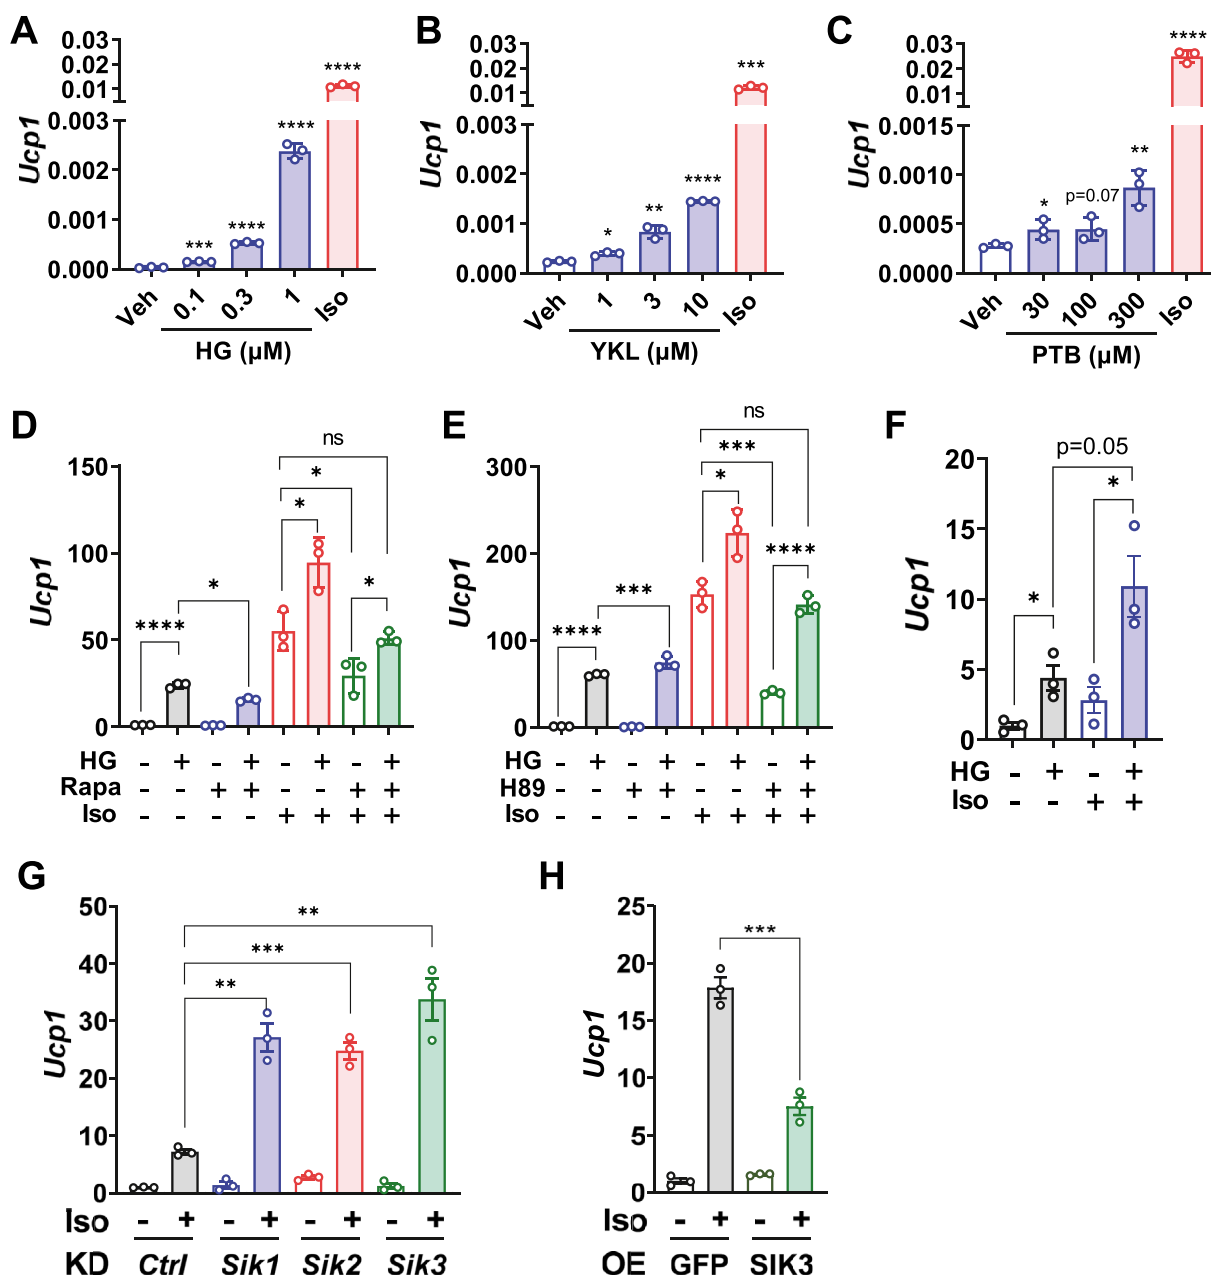 A
Ucp1
0.03
0.02
0.01
0.003
0.002
0.001
0.000
****
****
****
***
Veh
0.1
0.3
1
Iso
HG (µM)
B
Ucp1
0.03
0.02
0.01
0.003
0.002
0.001
0.000
***
****
**
*
Veh
1
3
10
Iso
YKL (µM)
C
Ucp1
0.03
0.02
0.01
0.0015
0.0010
0.0005
0.0000
****
**
p=0.07
*
Veh
30
100
300
Iso
PTB (µM)
D
Ucp1
150
100
50
0
ns
*
*
*
*
****
HG - + - + - + - +
Rapa - - + + - - + +
Iso - - - - + + + +
E
Ucp1
300
200
100
0
ns
***
*
****
***
****
HG - + - + - + - +
H89 - - + + - - + +
Iso - - - - + + + +
F
Ucp1
20
15
10
5
0
p=0.05
*
*
HG - + - +
Iso - - + +
G
Ucp1
50
40
30
20
10
0
**
***
**
Iso - + - + - + - +
KD Ctrl Sik1 Sik2 Sik3
H
Ucp1
25
20
15
10
5
0
***
Iso - + - +
OE GFP SIK3